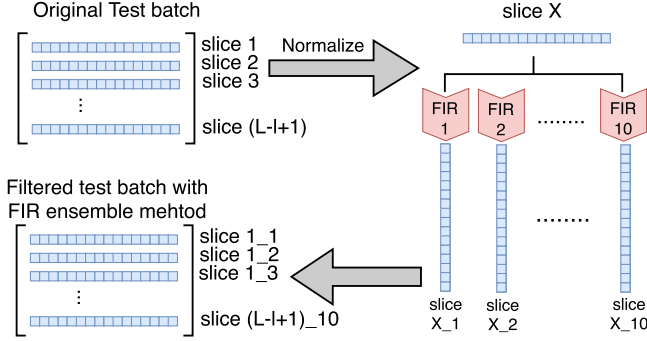 Original Test batch
slice 1
slice 2
slice 3
⋮
slice (L-l+1)
Normalize
slice X
FIR
1
FIR
2
........
FIR
10
........
slice
X_1
slice
X_2
slice
X_10
Filtered test batch with
FIR ensemble mehtod
slice 1_1
slice 1_2
slice 1_3
⋮
slice (L-l+1)_10